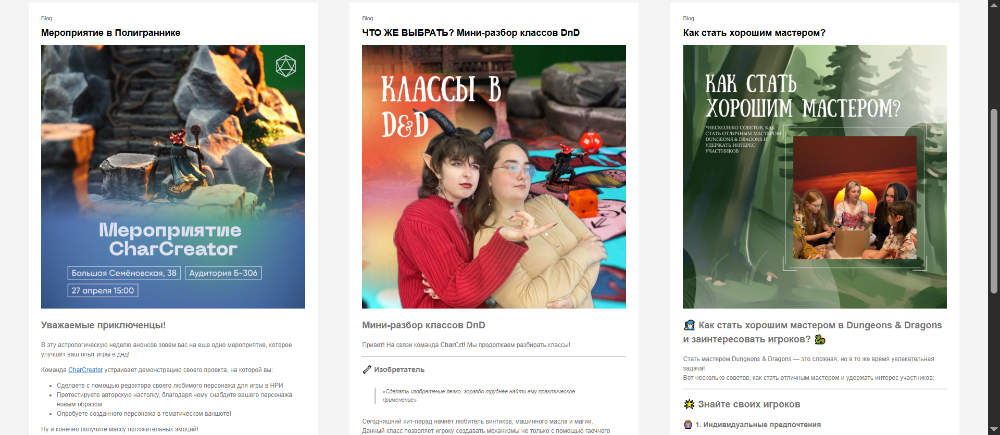 Blog
Мероприятие в Полиграннике
Мероприятие
CharCreator
Большая Семёновская, 38
Аудитория Б-306
27 апреля 15:00
Уважаемые приключенцы!
В эту астрологическую неделю анонсов зовем вас на еще одно мероприятие, которое
улучшит ваш опыт игры в днд!
Команда CharCreator устраивает демонстрацию своего проекта, на которой вы:
Сделаете с помощью редактора своего любимого персонажа для игры в НРИ
Протестируете авторскую настолку, благодаря чему снабдите вашего персонажа
новым образом
Опробуете созданного персонажа в тематическом ваншоте!
Ну и конечно получите массу положительных эмоций!
Blog
ЧТО ЖЕ ВЫБРАТЬ? Мини-разбор классов DnD
КЛАССЫ В
D&D
Мини-разбор классов DnD
Привет! На связи команда CharCrt! Мы продолжаем разбирать классы!
Изобретатель
«Сделать изобретение легко, гораздо труднее найти ему практическое
применение»
Сегодняшний хит-парад начнёт любитель винтиков, машинного масла и магии.
Данный класс позволяет игроку создавать механизмы не только с помощью гаечного
Blog
Как стать хорошим мастером?
КАК СТАТЬ
ХОРОШИМ МАСТЕРОМ?
*НЕСКОЛЬКО СОВЕТОВ, КАК
СТАТЬ ОТЛИЧНЫМ МАСТЕРОМ
DUNGEONS & DRAGONS И
УДЕРЖАТЬ ИНТЕРЕС
УЧАСТНИКОВ
Как стать хорошим мастером в Dungeons & Dragons
и заинтересовать игроков?
Стать мастером Dungeons & Dragons — это сложная, но в то же время увлекательная
задача!
Вот несколько советов, как стать отличным мастером и удержать интерес участников:
Знайте своих игроков
1. Индивидуальные предпочтения